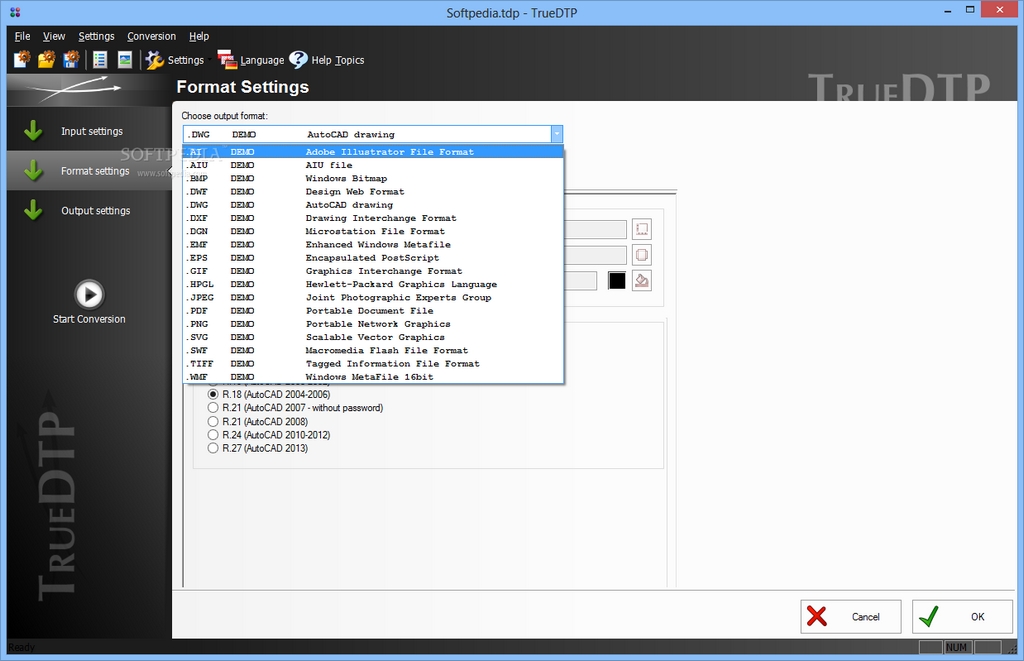 Softpedia.tdp - TrueDTP
File View Settings Conversion Help
Settings Language Help Topics
Format Settings
TRUEDTP
Choose output format:
.DWG DEMO AutoCAD drawing
.AI DEMO Adobe Illustrator File Format
.AIU DEMO AIU file
.BMP DEMO Windows Bitmap
.DWF DEMO Design Web Format
.DWG DEMO AutoCAD drawing
.DXF DEMO Drawing Interchange Format
.DGN DEMO Microstation File Format
.EMF DEMO Enhanced Windows Metafile
.EPS DEMO Encapsulated PostScript
.GIF DEMO Graphics Interchange Format
.HPGL DEMO Hewlett-Packard Graphics Language
.JPEG DEMO Joint Photographic Experts Group
.PDF DEMO Portable Document File
.PNG DEMO Portable Network Graphics
.SVG DEMO Scalable Vector Graphics
.SWF DEMO Macromedia Flash File Format
.TIFF DEMO Tagged Information File Format
.WMF DEMO Windows MetaFile 16bit
R.18 (AutoCAD 2004-2006)
R.21 (AutoCAD 2007 - without password)
R.21 (AutoCAD 2008)
R.24 (AutoCAD 2010-2012)
R.27 (AutoCAD 2013)
Input settings
SOFTPEDIA
Format settings
www.softp
Output settings
Start Conversion
TRUEDTP
Cancel OK
Ready NUM